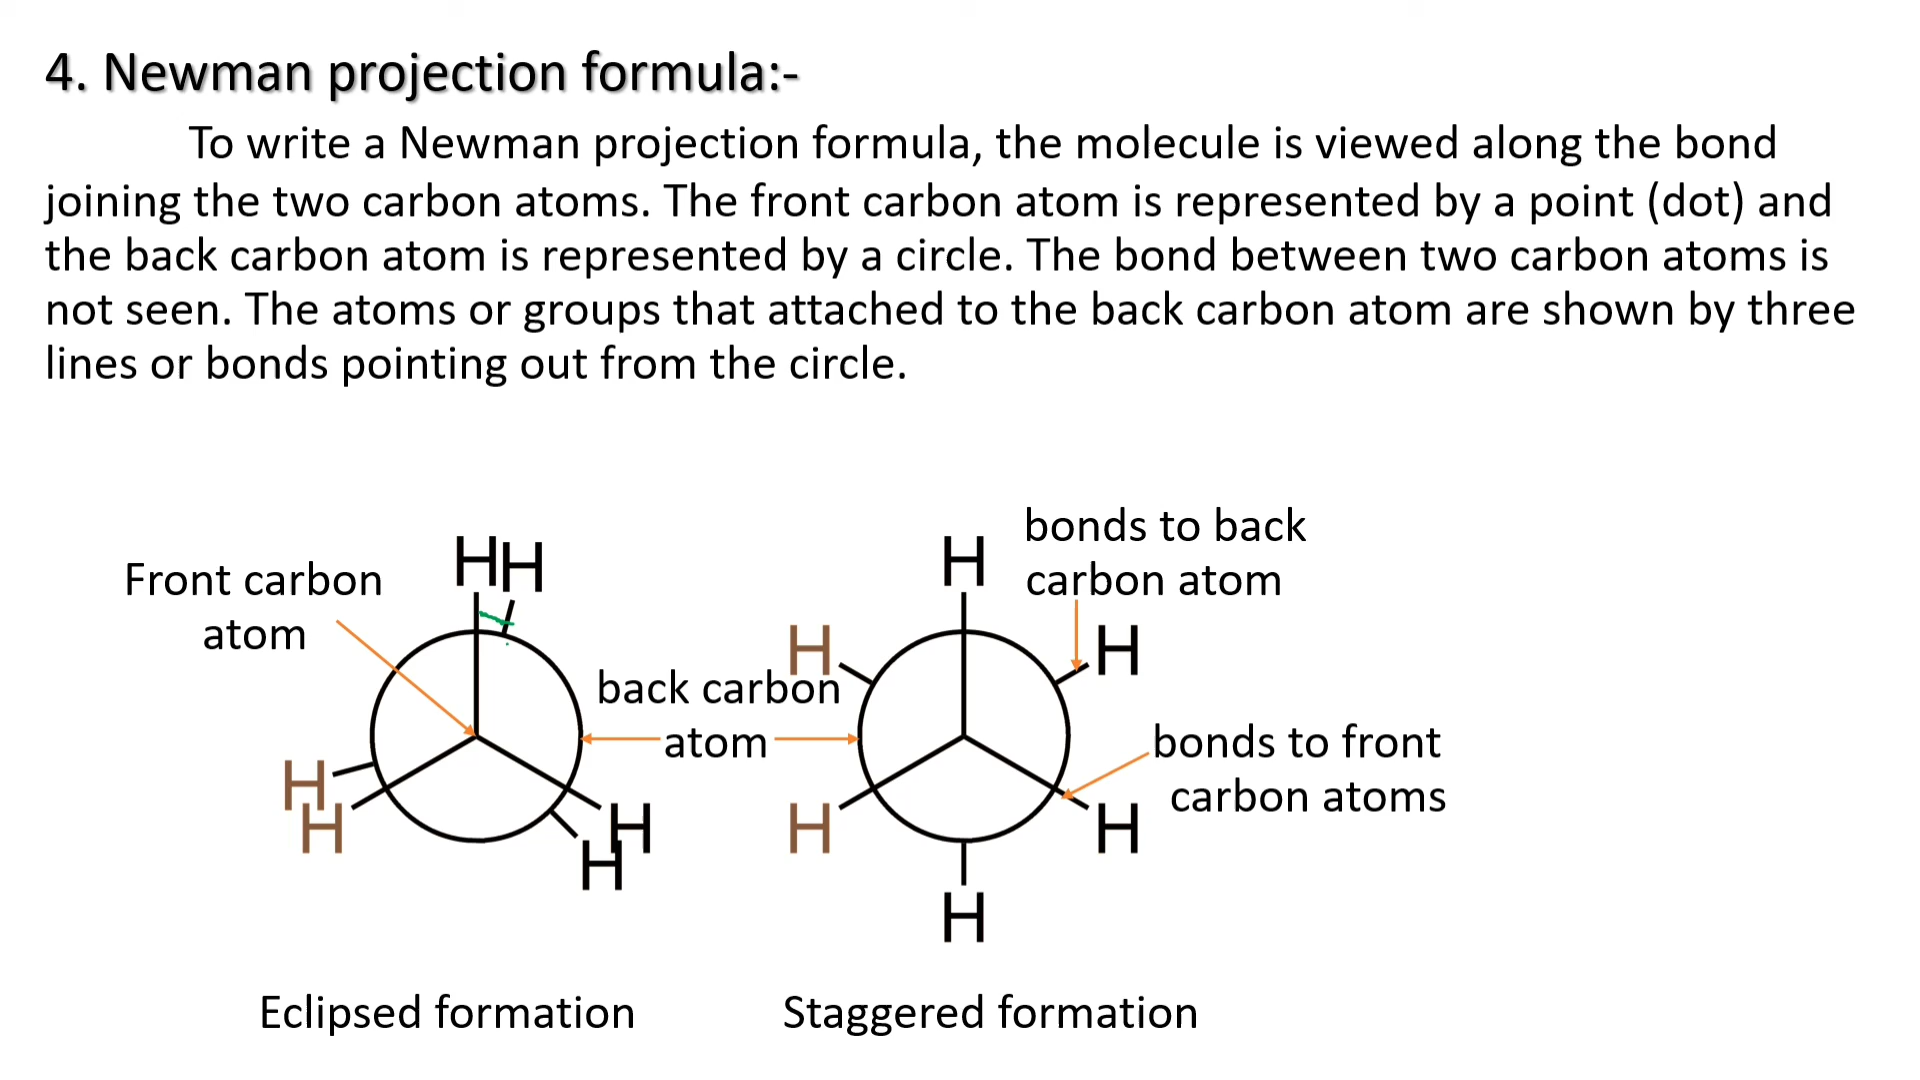 4. Newman projection formula:-
To write a Newman projection formula, the molecule is viewed along the bond
joining the two carbon atoms. The front carbon atom is represented by a point (dot) and
the back carbon atom is represented by a circle. The bond between two carbon atoms is
not seen. The atoms or groups that attached to the back carbon atom are shown by three
lines or bonds pointing out from the circle.
Front carbon
atom
H H
H
H
H
H
back carbon
atom
H
H
H
H
H
H
bonds to back
carbon atom
bonds to front
carbon atoms
Eclipsed formation
Staggered formation